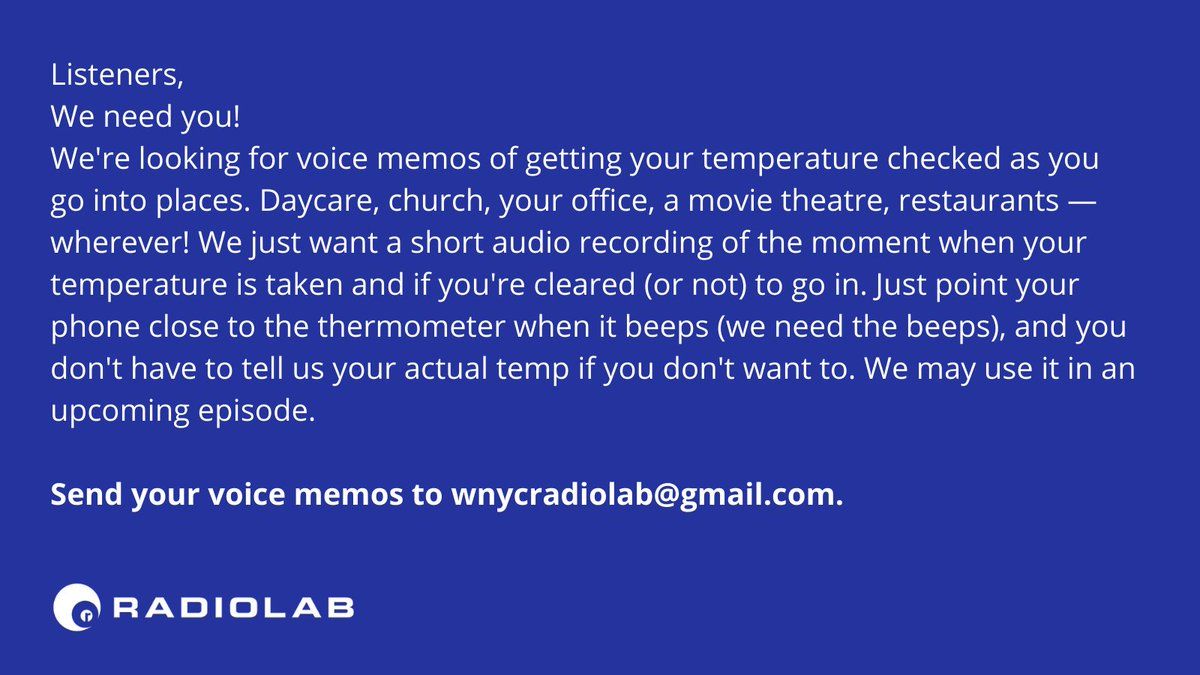 Listeners,
We need you!
We're looking for voice memos of getting your temperature checked as you
go into places. Daycare, church, your office, a movie theatre, restaurants —
wherever! We just want a short audio recording of the moment when your
temperature is taken and if you're cleared (or not) to go in. Just point your
phone close to the thermometer when it beeps (we need the beeps), and you
don't have to tell us your actual temp if you don't want to. We may use it in an
upcoming episode.
Send your voice memos to wnycradiolab@gmail.com.
r RADIOLAB